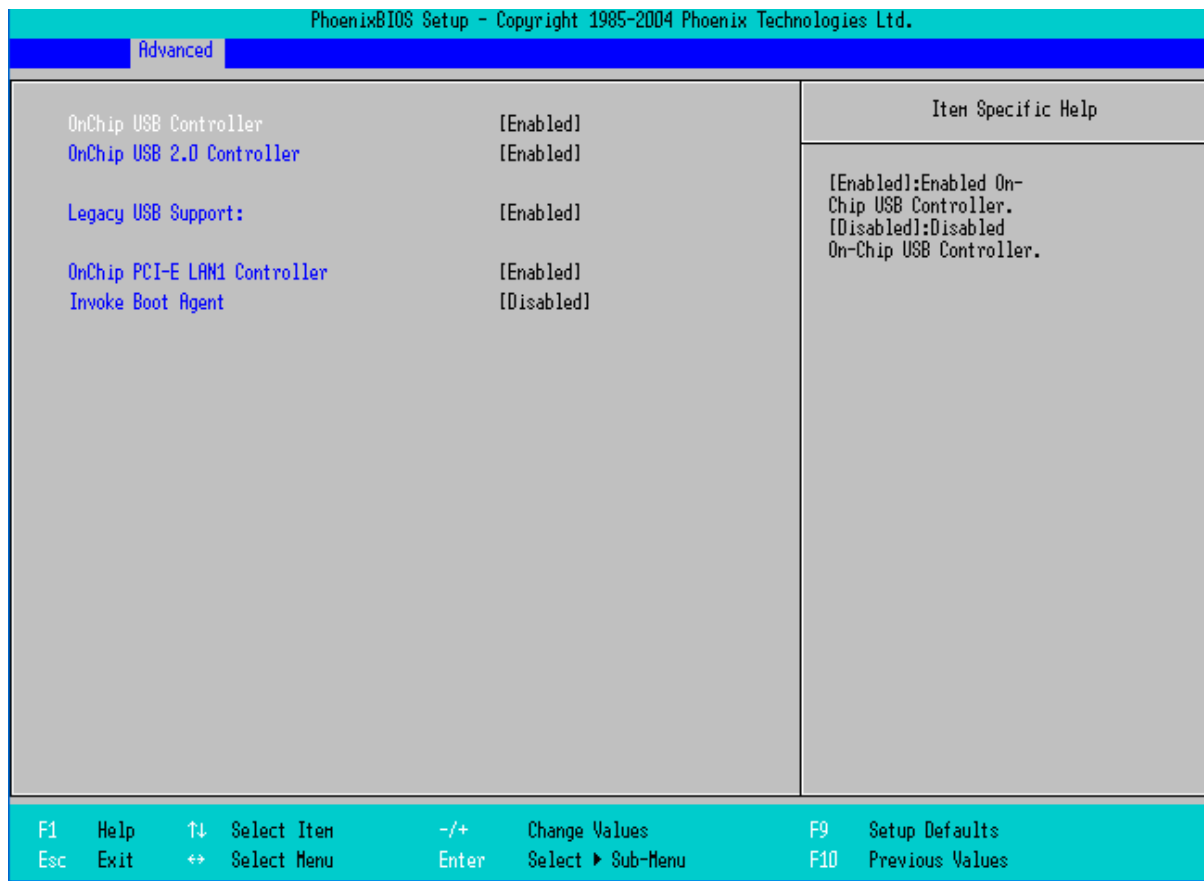 PhoenixBIOS Setup - Copyright 1985-2004 Phoenix Technologies Ltd.
Advanced
OnChip USB Controller [Enabled]
OnChip USB 2.0 Controller [Enabled]
Legacy USB Support: [Enabled]
OnChip PCI-E LAN1 Controller [Enabled]
Invoke Boot Agent [Disabled]
Item Specific Help
[Enabled]:Enabled On-
Chip USB Controller.
[Disabled]:Disabled
On-Chip USB Controller.
F1 Help ↑↓ Select Item -/+ Change Values F9 Setup Defaults
Esc Exit ↔ Select Menu Enter Select ▶ Sub-Menu F10 Previous Values